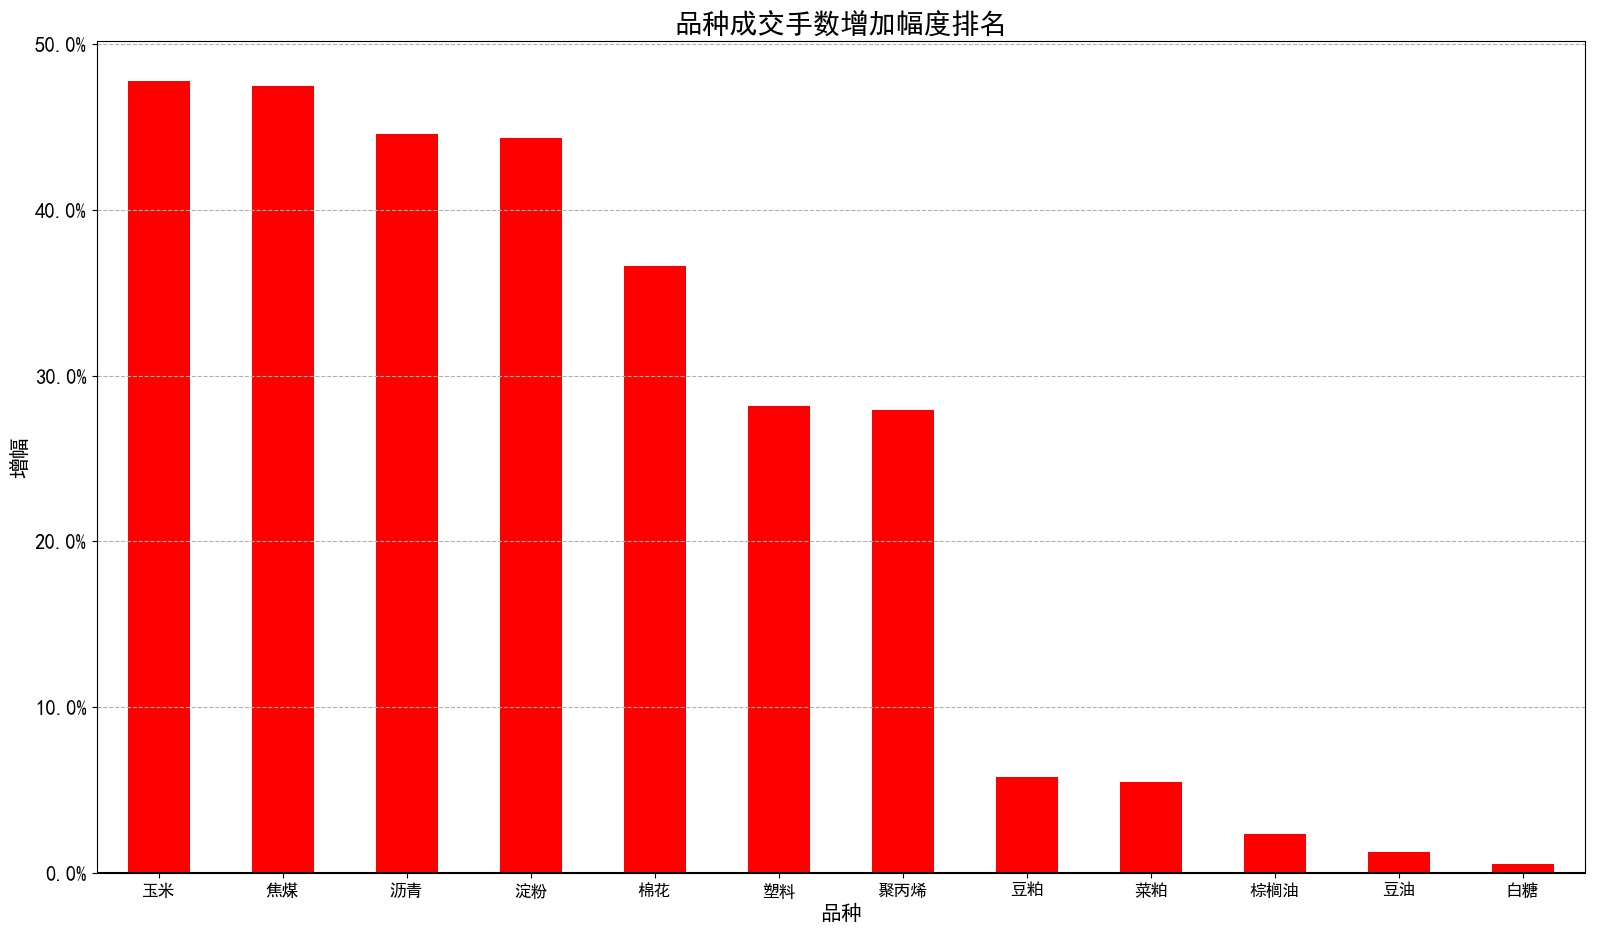 品种成交手数增加幅度排名
50.0%
40.0%
30.0%
20.0%
10.0%
0.0%
增幅
玉米 焦煤 沥青 淀粉 棉花 塑料 聚丙烯 豆粕 菜粕 棕榈油 豆油 白糖
品种